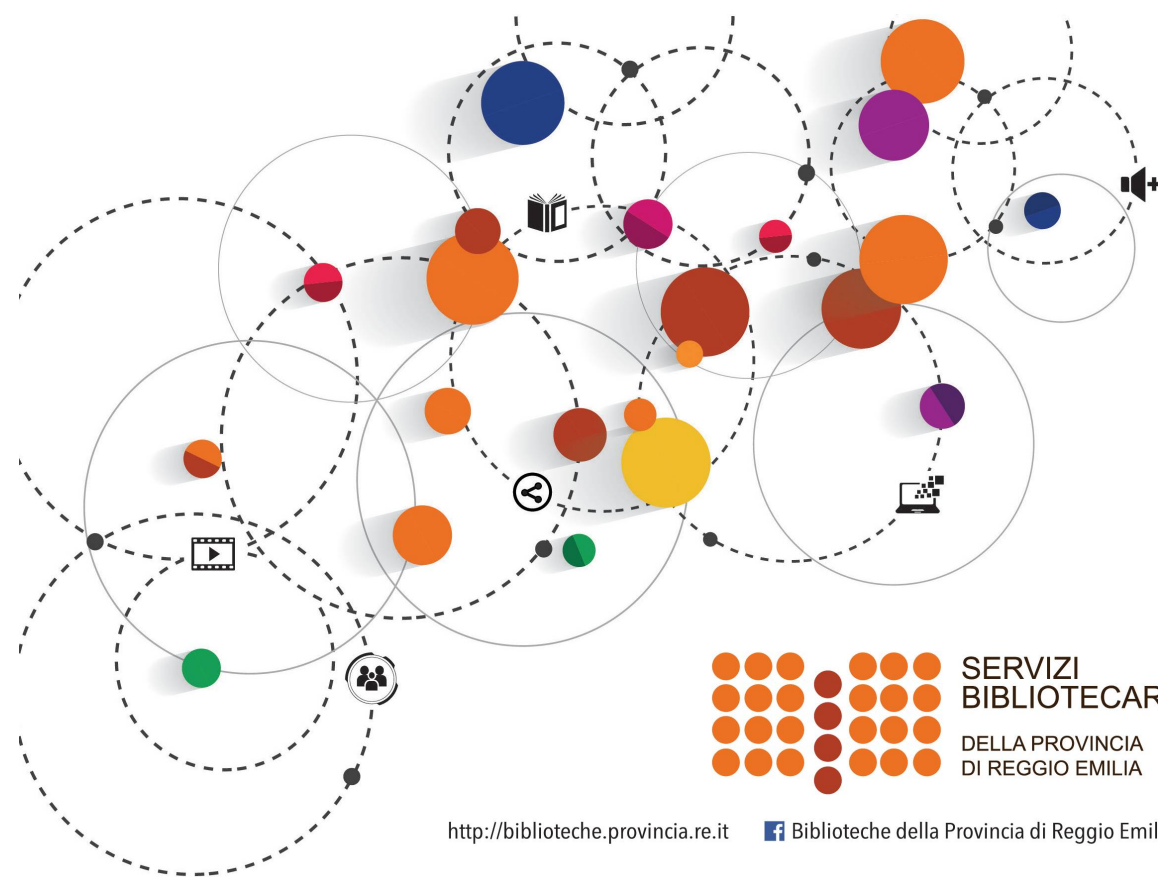 SERVIZI
BIBLIOTECAR
DELLA PROVINCIA
DI REGGIO EMILIA
http://biblioteche.provincia.re.it
Biblioteche della Provincia di Reggio Emil